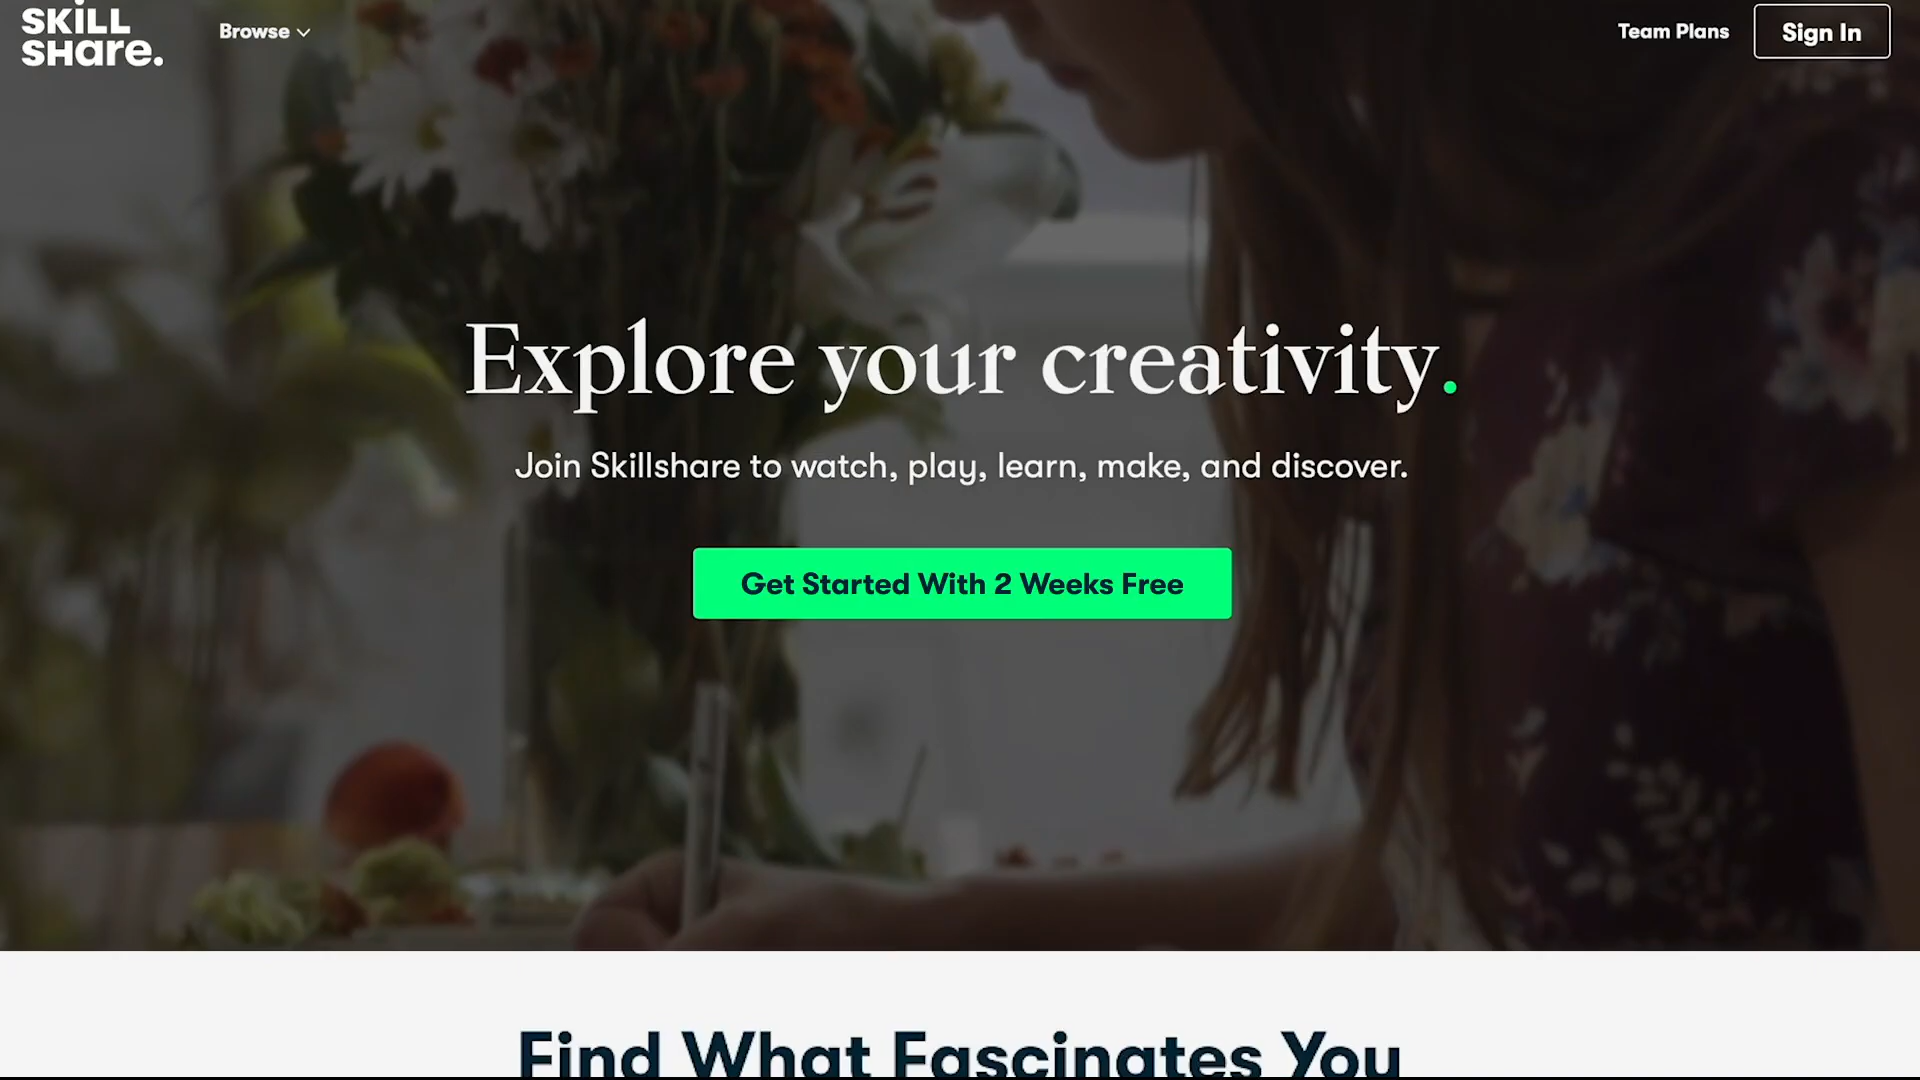 SKiLL
SHare.
Browse
Team Plans
Sign In
Explore your creativity.
Join Skillshare to watch, play, learn, make, and discover.
Get Started With 2 Weeks Free
Find What Fascinates You